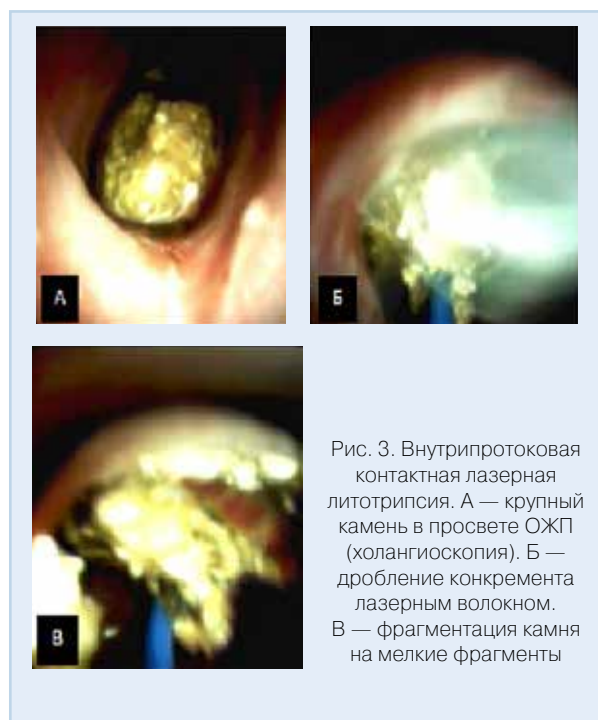 А
Б
В
Рис. 3. Внутрипротоковая
контактная лазерная
литотрипсия. А — крупный
камень в просвете ОЖП
(холангиоскопия). Б —
дробление конкремента
лазерным волокном.
В — фрагментация камня
на мелкие фрагменты